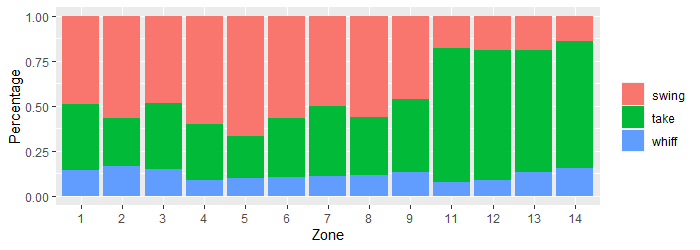 1.00
0.75
0.50
0.25
0.00
Percentage
1 2 3 4 5 6 7 8 9 11 12 13 14
Zone
swing
take
whiff